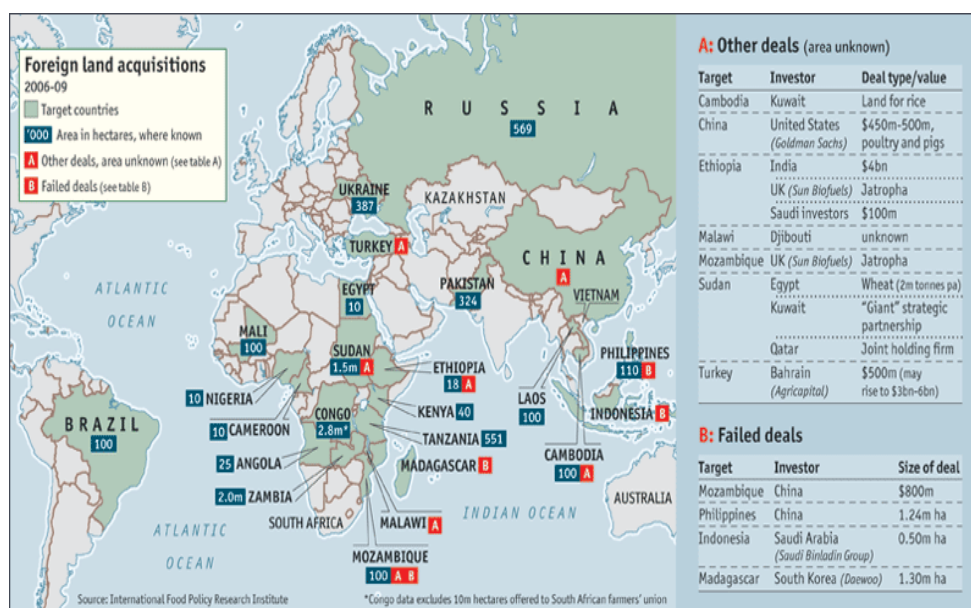 Foreign land acquisitions
2006-09
Target countries
'000 Area in hectares, where known
A Other deals, area unknown (see table A)
B Failed deals (see table B)
RUSSIA
569
UKRAINE
387
KAZAKHSTAN
TURKEY A
CHINA
A
ATLANTIC
OCEAN
EGYPT
10
PAKISTAN
324
VIETNAM
MALI
100
SUDAN
1.5m A
ETHIOPIA
18 A
PHILIPPINES
110 B
10 NIGERIA
KENYA 40
LAOS
100
INDONESIA B
BRAZIL
100
10 CAMEROON
CONGO
2.8m*
TANZANIA 551
CAMBODIA
100 A
25 ANGOLA
MADAGASCAR B
2.0m ZAMBIA
AUSTRALIA
ATLANTIC
OCEAN
SOUTH AFRICA
MALAWI A
INDIAN OCEAN
MOZAMBIQUE
100 A B
Source: International Food Policy Research Institute
*Congo data excludes 10m hectares offered to South African farmers' union
A: Other deals (area unknown)
Target Investor Deal type/value
Cambodia Kuwait Land for rice
China United States $450m-500m,
(Goldman Sachs) poultry and pigs
Ethiopia India $4bn
UK (Sun Biofuels) Jatropha
Saudi investors $100m
Malawi Djibouti unknown
Mozambique UK (Sun Biofuels) Jatropha
Sudan Egypt Wheat (2m tonnes pa)
Kuwait "Giant" strategic
partnership
Qatar Joint holding firm
Turkey Bahrain $500m (may
(Agricapital) rise to $3bn-6bn)
B: Failed deals
Target Investor Size of deal
Mozambique China $800m
Philippines China 1.24m ha
Indonesia Saudi Arabia 0.50m ha
(Saudi Binladin Group)
Madagascar South Korea (Daewoo) 1.30m ha